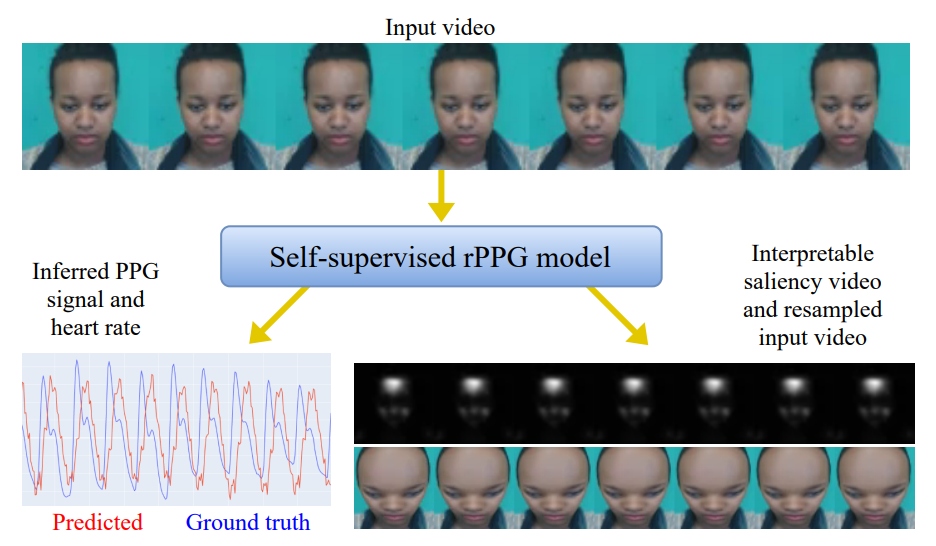 Input video
Self-supervised rPPG model
Inferred PPG
signal and
heart rate
Interpretable
saliency video
and resampled
input video
Predicted
Ground truth